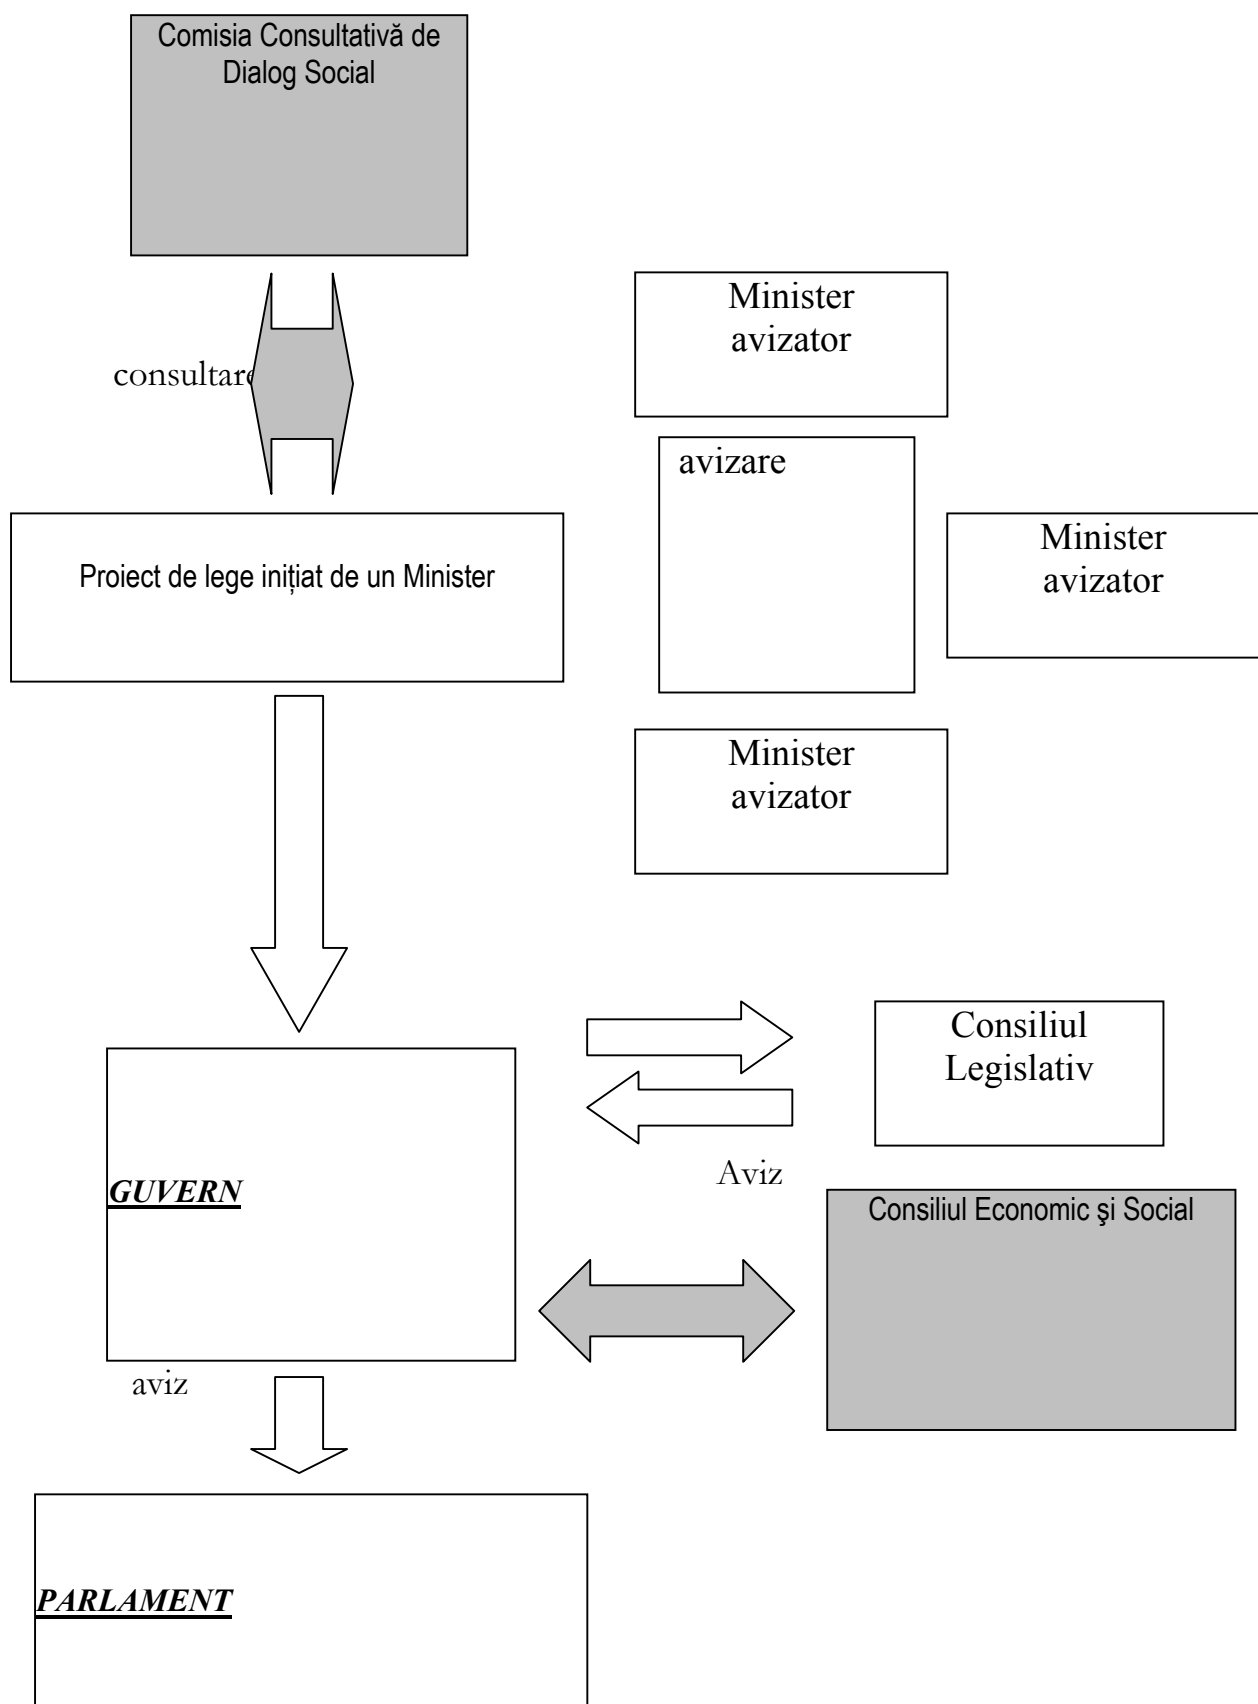 Comisia Consultativă de
Dialog Social
Minister
avizator
consultare
avizare
Minister
avizator
Proiect de lege inițiat de un Minister
Minister
avizator
Consiliul
Legislativ
Aviz
GUVERN
Consiliul Economic şi Social
aviz
PARLAMENT